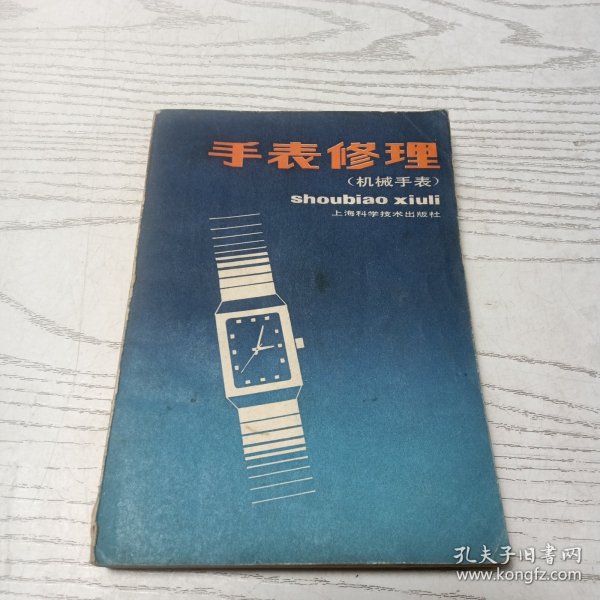 手表修理
（机械手表）
shoubiao xiuli
上海科学技术出版社
孔夫子旧书网
www.kongfz.com